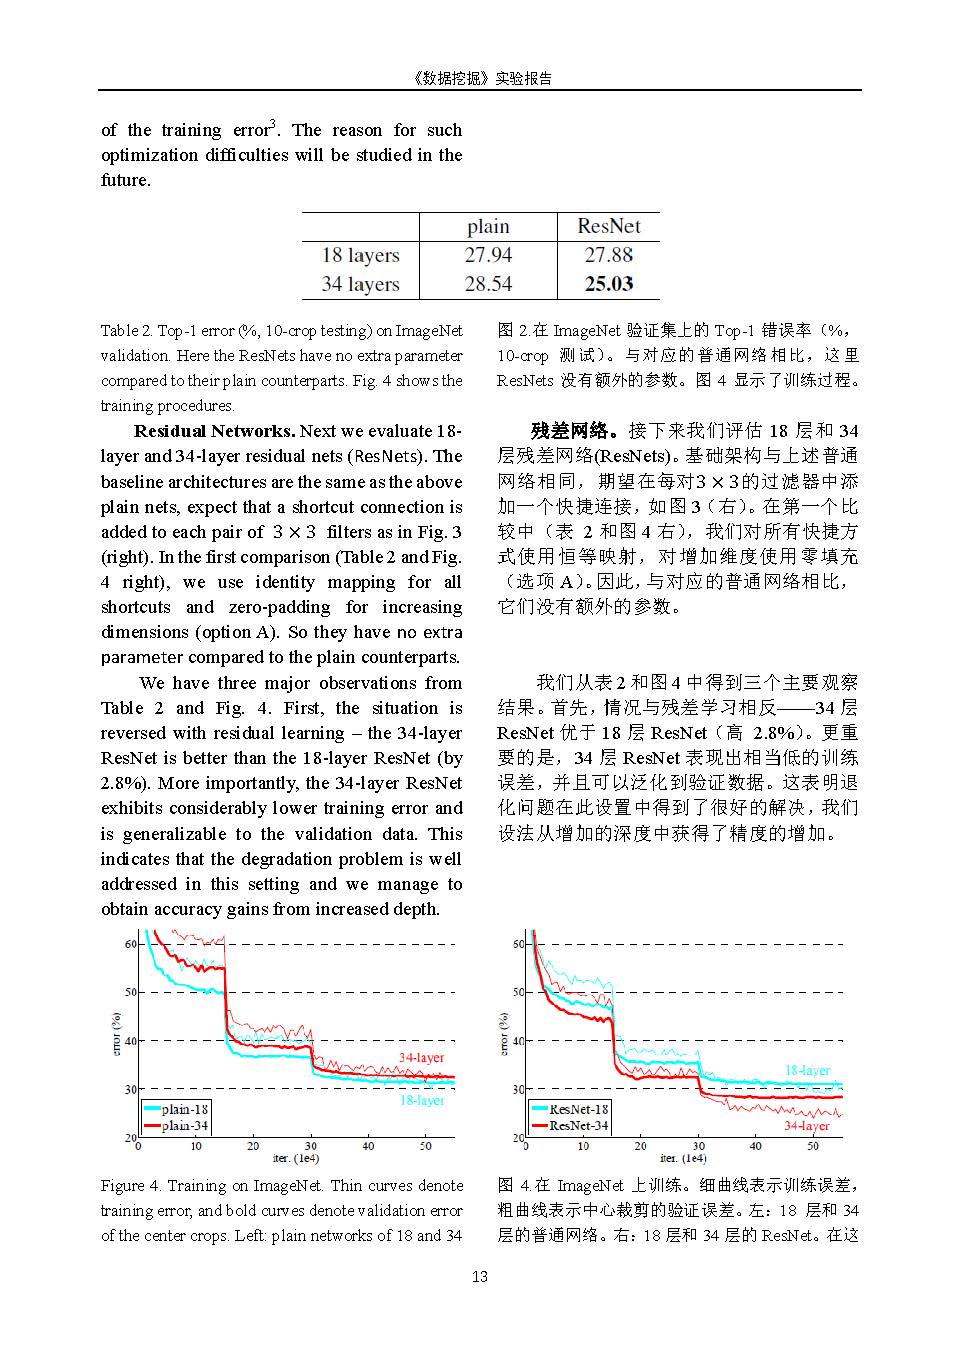 《数据挖掘》实验报告
of the training error3. The reason for such
optimization difficulties will be studied in the
future.
plain ResNet
18 layers 27.94 27.88
34 layers 28.54 25.03
Table 2. Top-1 error (%, 10-crop testing) on ImageNet
validation. Here the ResNets have no extra parameter
compared to their plain counterparts. Fig. 4 shows the
training procedures.
图 2.在 ImageNet 验证集上的 Top-1 错误率（%，
10-crop 测试）。与对应的普通网络相比，这里
ResNets 没有额外的参数。图 4 显示了训练过程。
Residual Networks. Next we evaluate 18-
layer and 34-layer residual nets (ResNets). The
baseline architectures are the same as the above
plain nets, expect that a shortcut connection is
added to each pair of 3 × 3 filters as in Fig. 3
(right). In the first comparison (Table 2 and Fig.
4 right), we use identity mapping for all
shortcuts and zero-padding for increasing
dimensions (option A). So they have no extra
parameter compared to the plain counterparts.
残差网络。接下来我们评估 18 层和 34
层残差网络(ResNets)。基础架构与上述普通
网络相同，期望在每对3 × 3的过滤器中添
加一个快捷连接，如图 3（右）。在第一个比
较中（表 2 和图 4 右），我们对所有快捷方
式使用恒等映射，对增加维度使用零填充
（选项 A）。因此，与对应的普通网络相比，
它们没有额外的参数。
We have three major observations from
Table 2 and Fig. 4. First, the situation is
reversed with residual learning – the 34-layer
ResNet is better than the 18-layer ResNet (by
2.8%). More importantly, the 34-layer ResNet
exhibits considerably lower training error and
is generalizable to the validation data. This
indicates that the degradation problem is well
addressed in this setting and we manage to
obtain accuracy gains from increased depth.
我们从表 2 和图 4 中得到三个主要观察
结果。首先，情况与残差学习相反——34 层
ResNet 优于 18 层 ResNet（高 2.8%）。更重
要的是，34 层 ResNet 表现出相当低的训练
误差，并且可以泛化到验证数据。这表明退
化问题在此设置中得到了很好的解决，我们
设法从增加的深度中获得了精度的增加。
60
50
40
30
20
error (%)
34-layer
18-layer
plain-18
plain-34
0 10 20 30 40 50
iter. (1e4)
60
50
40
30
20
error (%)
18-layer
34-layer
ResNet-18
ResNet-34
0 10 20 30 40 50
iter. (1e4)
Figure 4. Training on ImageNet. Thin curves denote
training error, and bold curves denote validation error
of the center crops. Left: plain networks of 18 and 34
图 4.在 ImageNet 上训练。细曲线表示训练误差，
粗曲线表示中心裁剪的验证误差。左：18 层和 34
层的普通网络。右：18 层和 34 层的 ResNet。在这
13